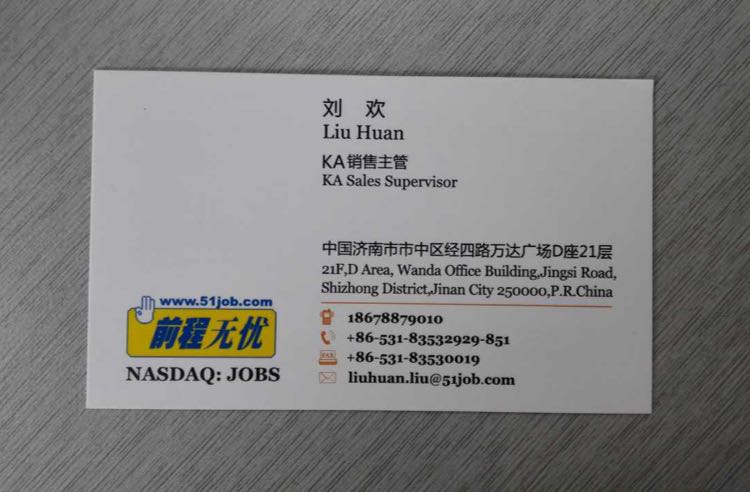 刘 欢
Liu Huan
KA销售主管
KA Sales Supervisor
中国济南市市中区经四路万达广场D座21层
21F,D Area, Wanda Office Building,Jingsi Road,
Shizhong District,Jinan City 250000,P.R.China
18678879010
+86-531-83532929-851
FAX +86-531-83530019
liuhuan.liu@51job.com
www.51job.com
前程无忧
NASDAQ: JOBS